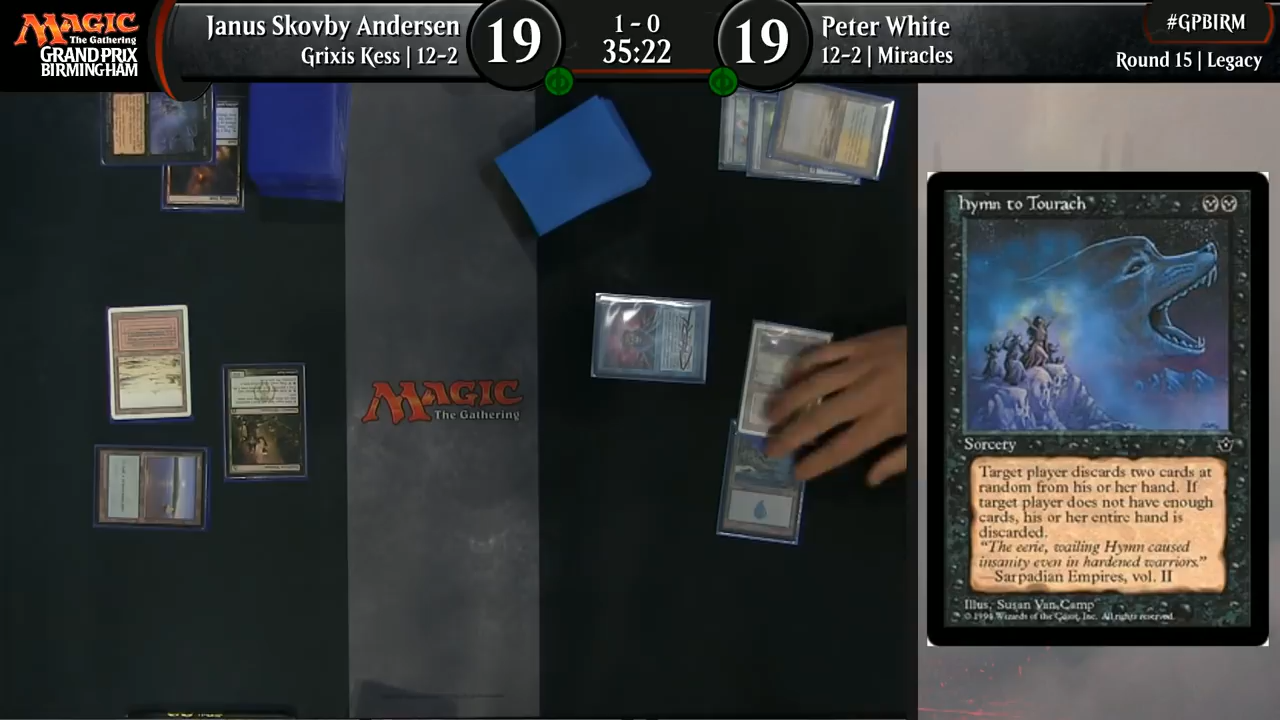 MAGIC
The Gathering
GRAND PRIX
BIRMINGHAM
Janus Skovby Andersen
Grixis Kess | 12-2
19
1 - 0
35:22
19
Peter White
12-2 | Miracles
#GPBIRM
Round 15 | Legacy
MAGIC
The Gathering
Hymn to Tourach
Sorcery
Target player discards two cards at
random from his or her hand. If
target player does not have enough
cards, his or her entire hand is
discarded.
"The eerie, wailing Hymn caused
insanity even in hardened warriors."
—Sarpadian Empires, vol. II
Illus. Susan Van Camp
© 1994 Wizards of the Coast, Inc. All rights reserved.